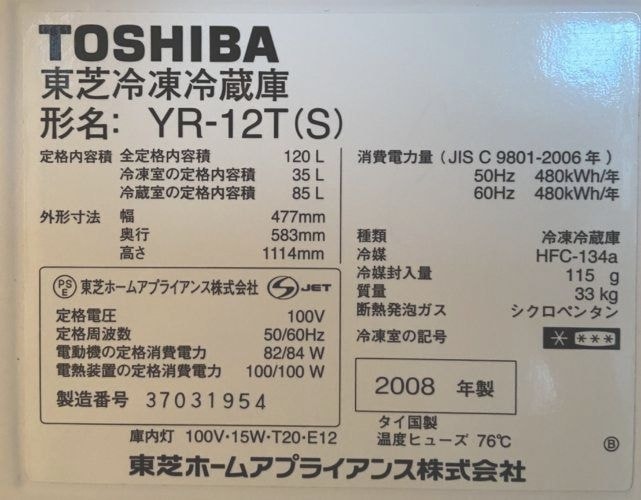 TOSHIBA
東芝冷凍冷蔵庫
形名: YR-12T(S)
定格内容積 全定格内容積 120 L
冷凍室の定格内容積 35 L
冷蔵室の定格内容積 85 L
外形寸法 幅 477mm
奥行 583mm
高さ 1114mm
消費電力量 (JIS C 9801-2006 年)
50Hz 480kWh/年
60Hz 480kWh/年
種類 冷凍冷蔵庫
冷媒 HFC-134a
冷媒封入量 115 g
質量 33 kg
断熱発泡ガス シクロペンタン
冷凍室の記号 * ***
PSE 東芝ホームアプライアンス株式会社 JET
定格電圧 100V
定格周波数 50/60Hz
電動機の定格消費電力 82/84 W
電熱装置の定格消費電力 100/100 W
製造番号 37031954
2008 年製
タイ国製
温度ヒューズ 76℃
庫内灯 100V·15W·T20·E12
Ⓑ
東芝ホームアプライアンス株式会社